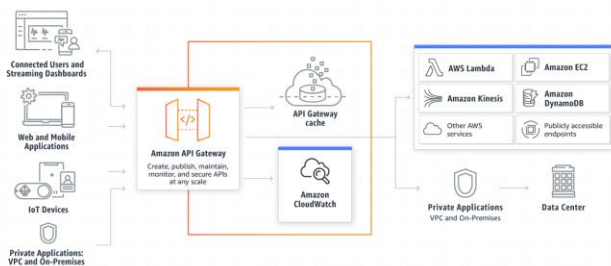 Connected Users and
Streaming Dashboards
Web and Mobile
Applications
IoT Devices
Private Applications:
VPC and On-Premises
Amazon API Gateway
Create, publish, maintain,
monitor, and secure APIs
at any scale
API Gateway
cache
Amazon
CloudWatch
AWS Lambda
Amazon EC2
Amazon Kinesis
Amazon
DynamoDB
Other AWS
services
Publicly accessible
endpoints
Private Applications
VPC and On-Premises
Data Center